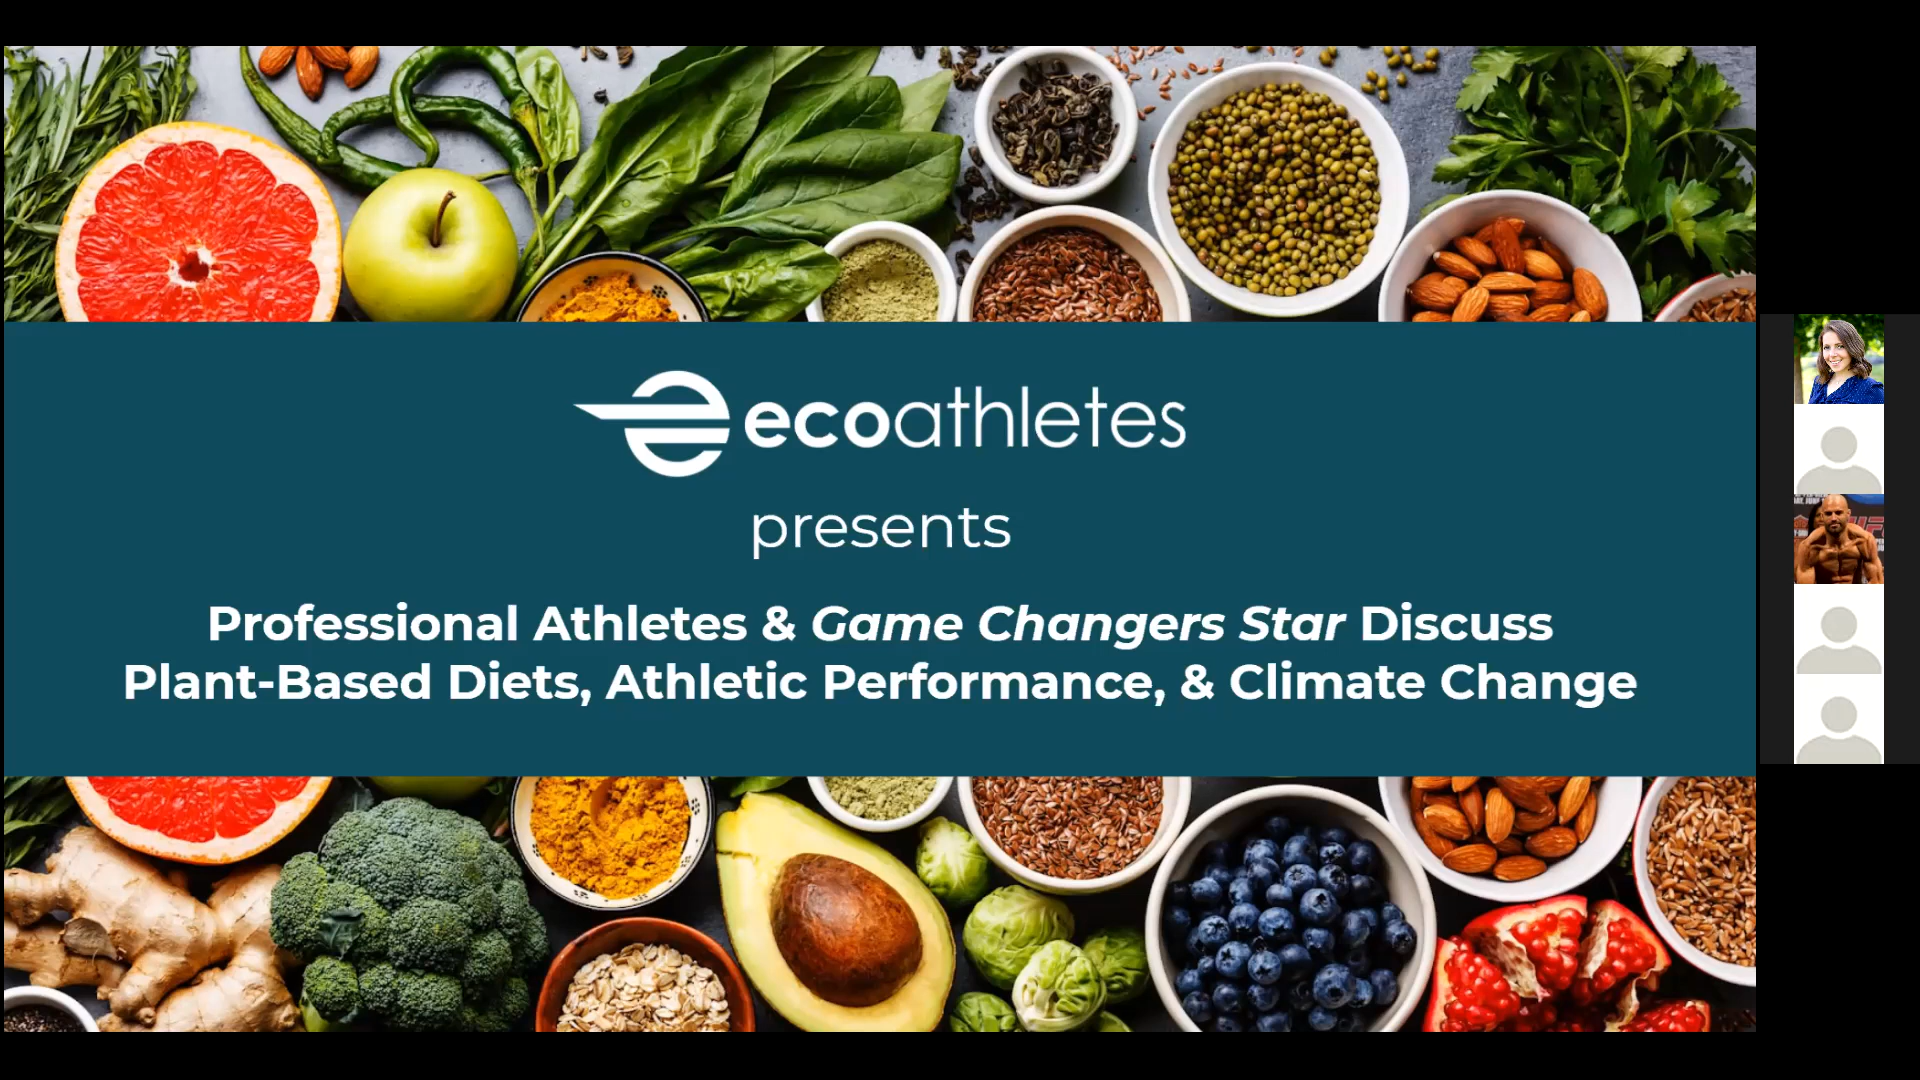 ecoathletes
presents
Professional Athletes & Game Changers Star Discuss
Plant-Based Diets, Athletic Performance, & Climate Change